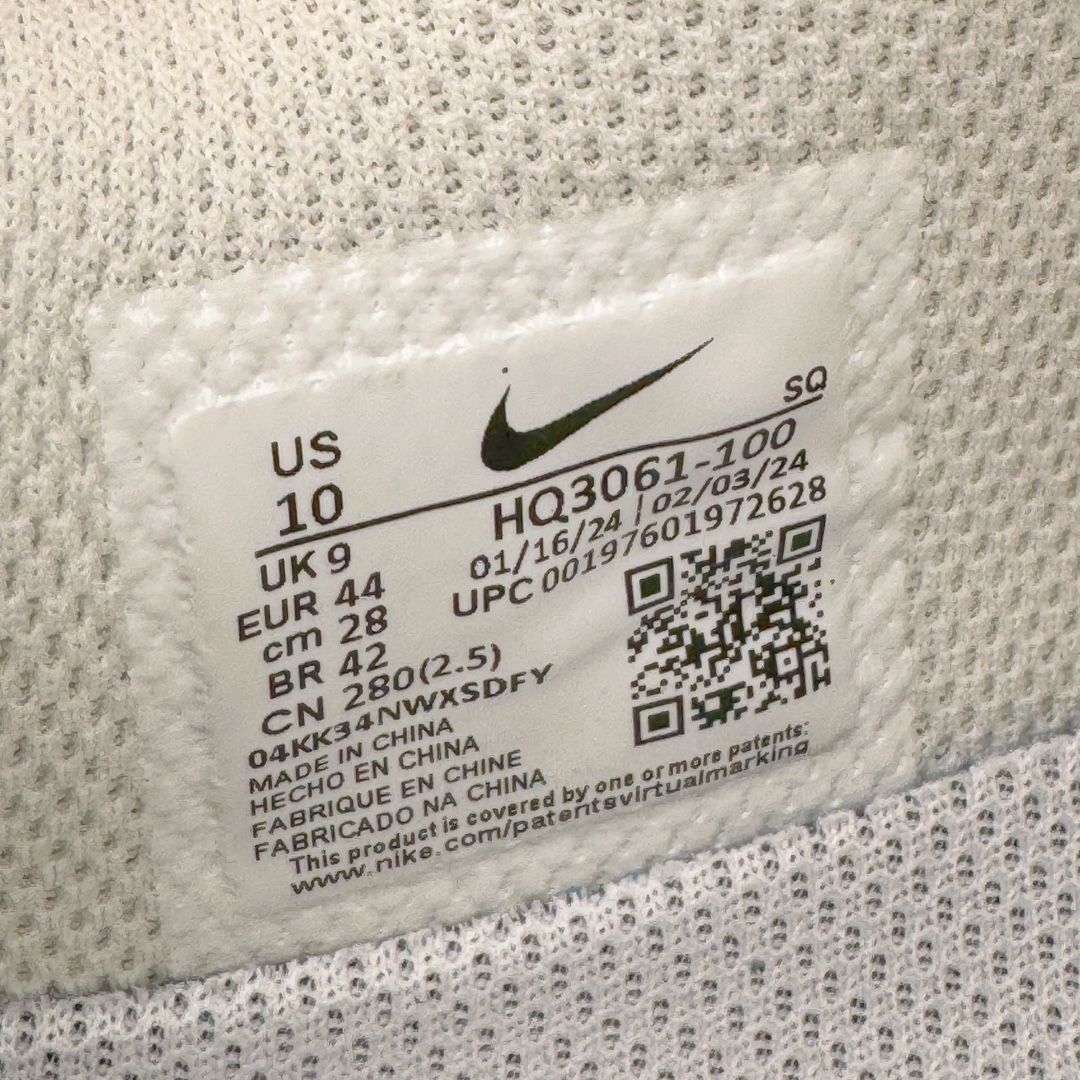 SQ
US
10
HQ3061-100
01/16/24 | 02/03/24
UPC 00197601972628
UK 9
EUR 44
cm 28
BR 42
CN 280(2.5)
04KK34NWXSDFY
MADE IN CHINA
HECHO EN CHINA
FABRIQUE EN CHINE
FABRICADO NA CHINA
This product is covered by one or more patents:
www.nike.com/patentsvirtualmarking